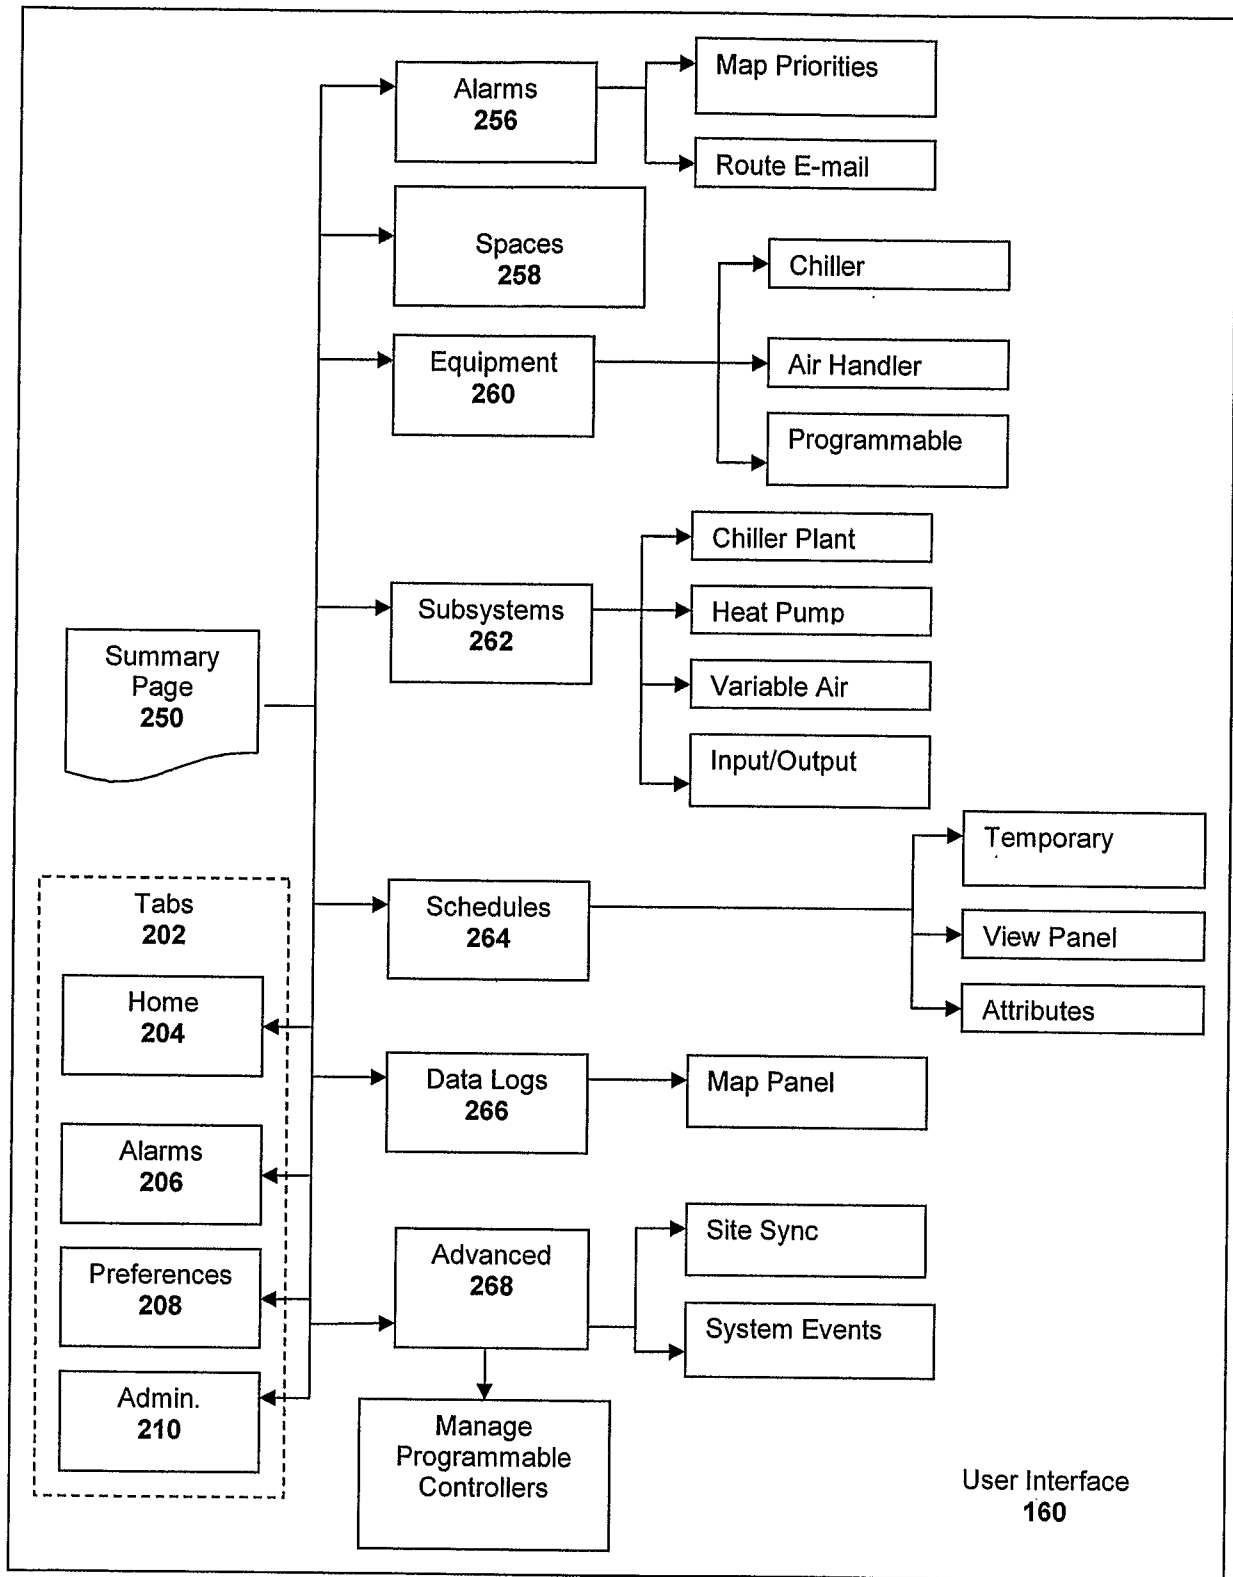 Alarms
256
Map Priorities
Route E-mail
Spaces
258
Equipment
260
Chiller
Air Handler
Programmable
Subsystems
262
Chiller Plant
Heat Pump
Variable Air
Input/Output
Summary
Page
250
Schedules
264
Temporary
View Panel
Attributes
Tabs
202
Home
204
Alarms
206
Preferences
208
Admin.
210
Data Logs
266
Map Panel
Advanced
268
Site Sync
System Events
Manage
Programmable
Controllers
User Interface
160